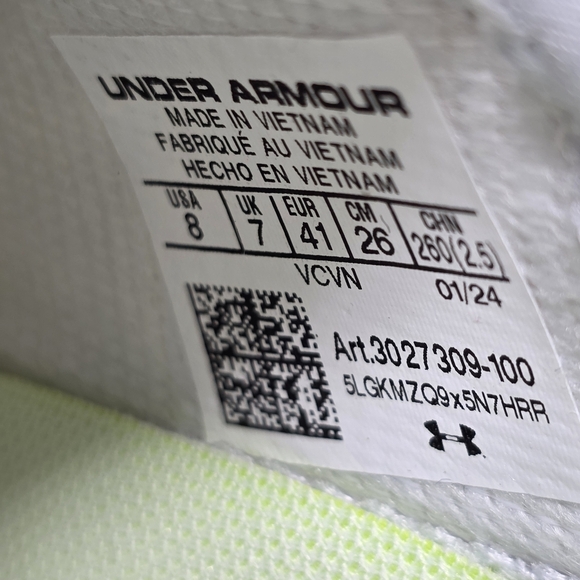 UNDER ARMOUR
MADE IN VIETNAM
FABRIQUÉ AU VIETNAM
HECHO EN VIETNAM
USA UK EUR CM CHN
8 7 41 26 260(2.5)
VCVN 01/24
Art.3027309-100
5LGKMZQ9x5N7HRR